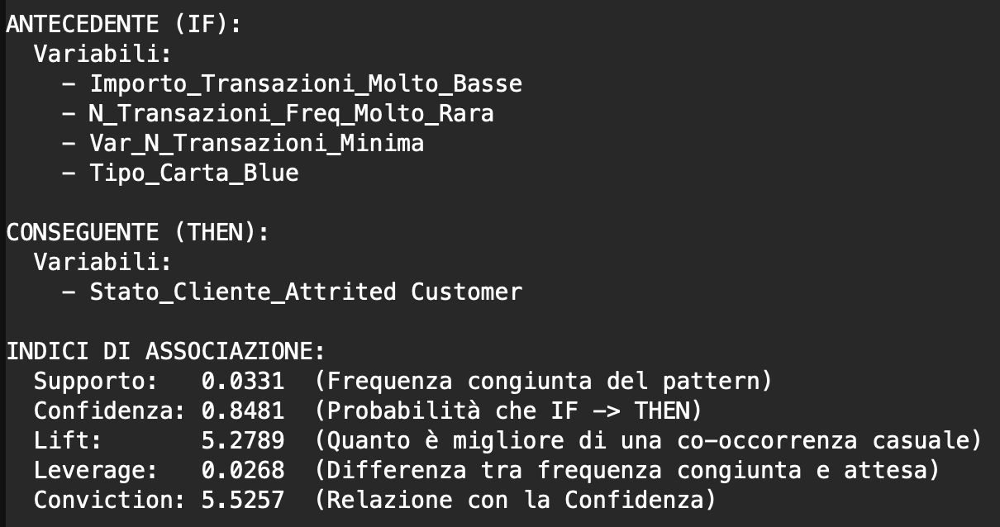 ANTECEDENTE (IF):
Variabili:
- Importo_Transazioni_Molto_Basse
- N_Transazioni_Freq_Molto_Rara
- Var_N_Transazioni_Minima
- Tipo_Carta_Blue
CONSEGUENTE (THEN):
Variabili:
- Stato_Cliente_Attrited Customer
INDICI DI ASSOCIAZIONE:
Supporto: 0.0331 (Frequenza congiunta del pattern)
Confidenza: 0.8481 (Probabilità che IF -> THEN)
Lift: 5.2789 (Quanto è migliore di una co-occorrenza casuale)
Leverage: 0.0268 (Differenza tra frequenza congiunta e attesa)
Conviction: 5.5257 (Relazione con la Confidenza)